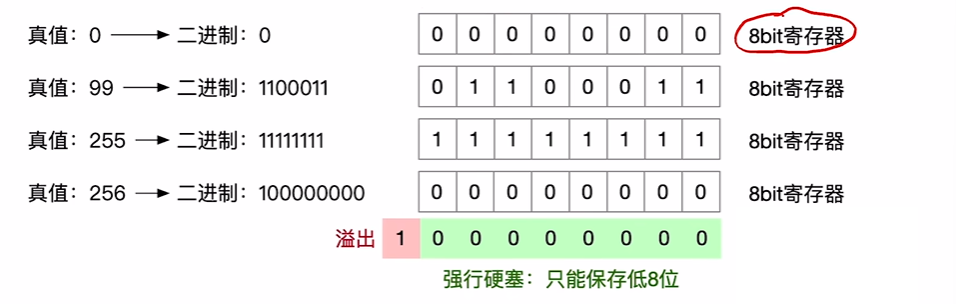 真值：0 → 二进制：0 0 0 0 0 0 0 0 0 8bit寄存器
真值：99 → 二进制：1100011 0 1 1 0 0 0 1 1 8bit寄存器
真值：255 → 二进制：11111111 1 1 1 1 1 1 1 1 8bit寄存器
真值：256 → 二进制：100000000 0 0 0 0 0 0 0 0 8bit寄存器
溢出 1 0 0 0 0 0 0 0 0
强行硬塞：只能保存低8位